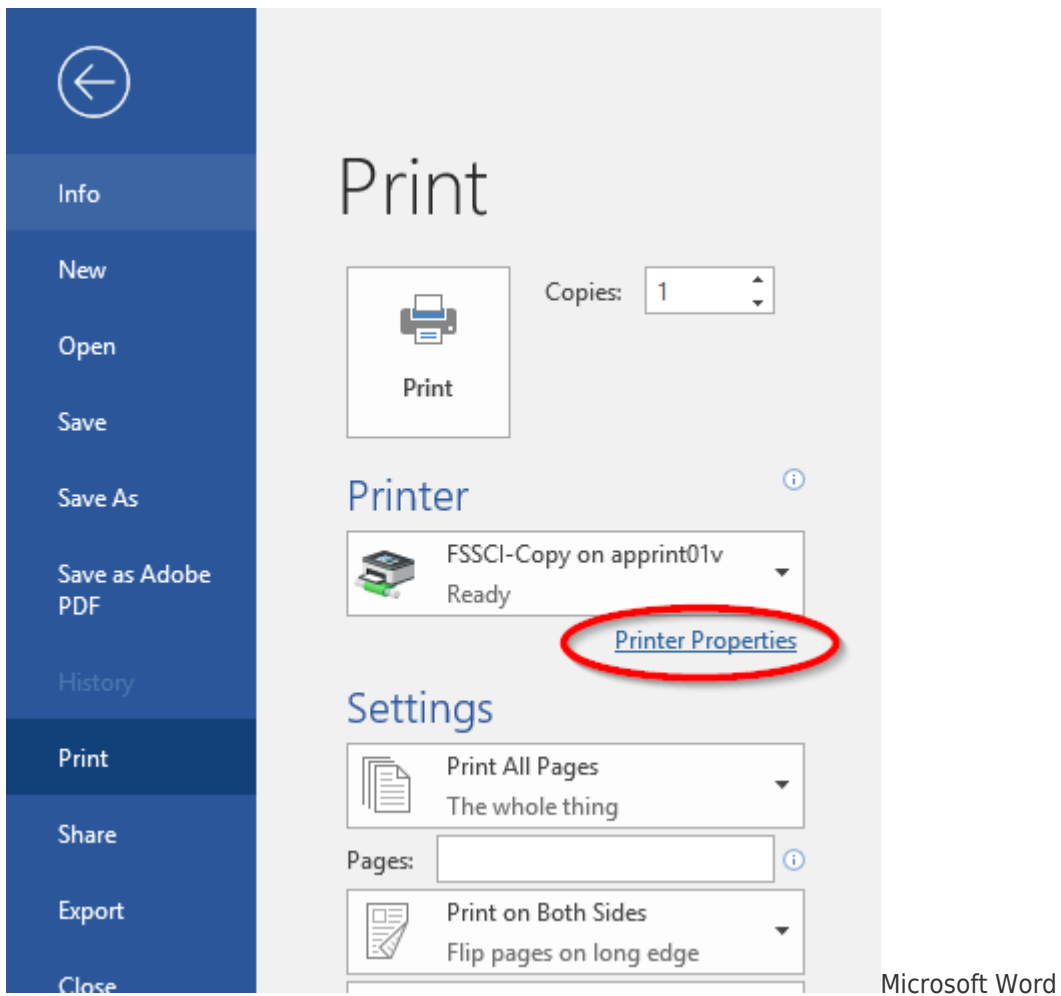 Info
New
Open
Save
Save As
Save as Adobe
PDF
History
Print
Share
Export
Close
Print
Copies: 1
Print
Printer
FSSCI-Copy on apprint01v
Ready
Printer Properties
Settings
Print All Pages
The whole thing
Pages:
Print on Both Sides
Flip pages on long edge
Microsoft Word